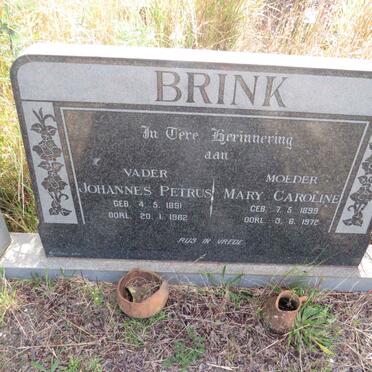 BRINK
In Tere Herinnering
aan
VADER
JOHANNES PETRUS
GEB. 4. 5. 1891
OORL. 20. 1. 1962
MOEDER
MARY CAROLINE
GEB. 7. 5. 1899
OORL. 9. 6. 1972
RUS IN VREDE